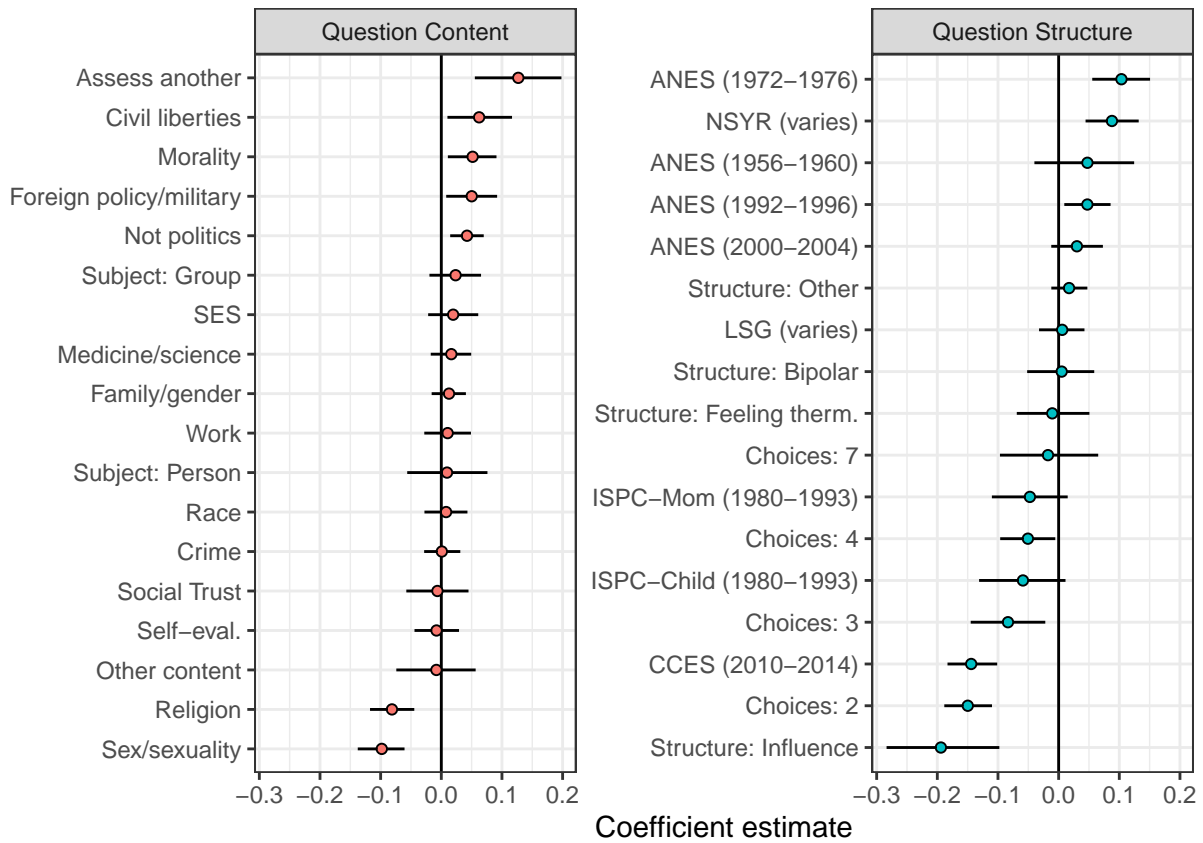 Question Content
Assess another
Civil liberties
Morality
Foreign policy/military
Not politics
Subject: Group
SES
Medicine/science
Family/gender
Work
Subject: Person
Race
Crime
Social Trust
Self−eval.
Other content
Religion
Sex/sexuality
−0.3 −0.2 −0.1 0.0 0.1 0.2
Question Structure
ANES (1972−1976)
NSYR (varies)
ANES (1956−1960)
ANES (1992−1996)
ANES (2000−2004)
Structure: Other
LSG (varies)
Structure: Bipolar
Structure: Feeling therm.
Choices: 7
ISPC−Mom (1980−1993)
Choices: 4
ISPC−Child (1980−1993)
Choices: 3
CCES (2010−2014)
Choices: 2
Structure: Influence
−0.3 −0.2 −0.1 0.0 0.1 0.2
Coefficient estimate